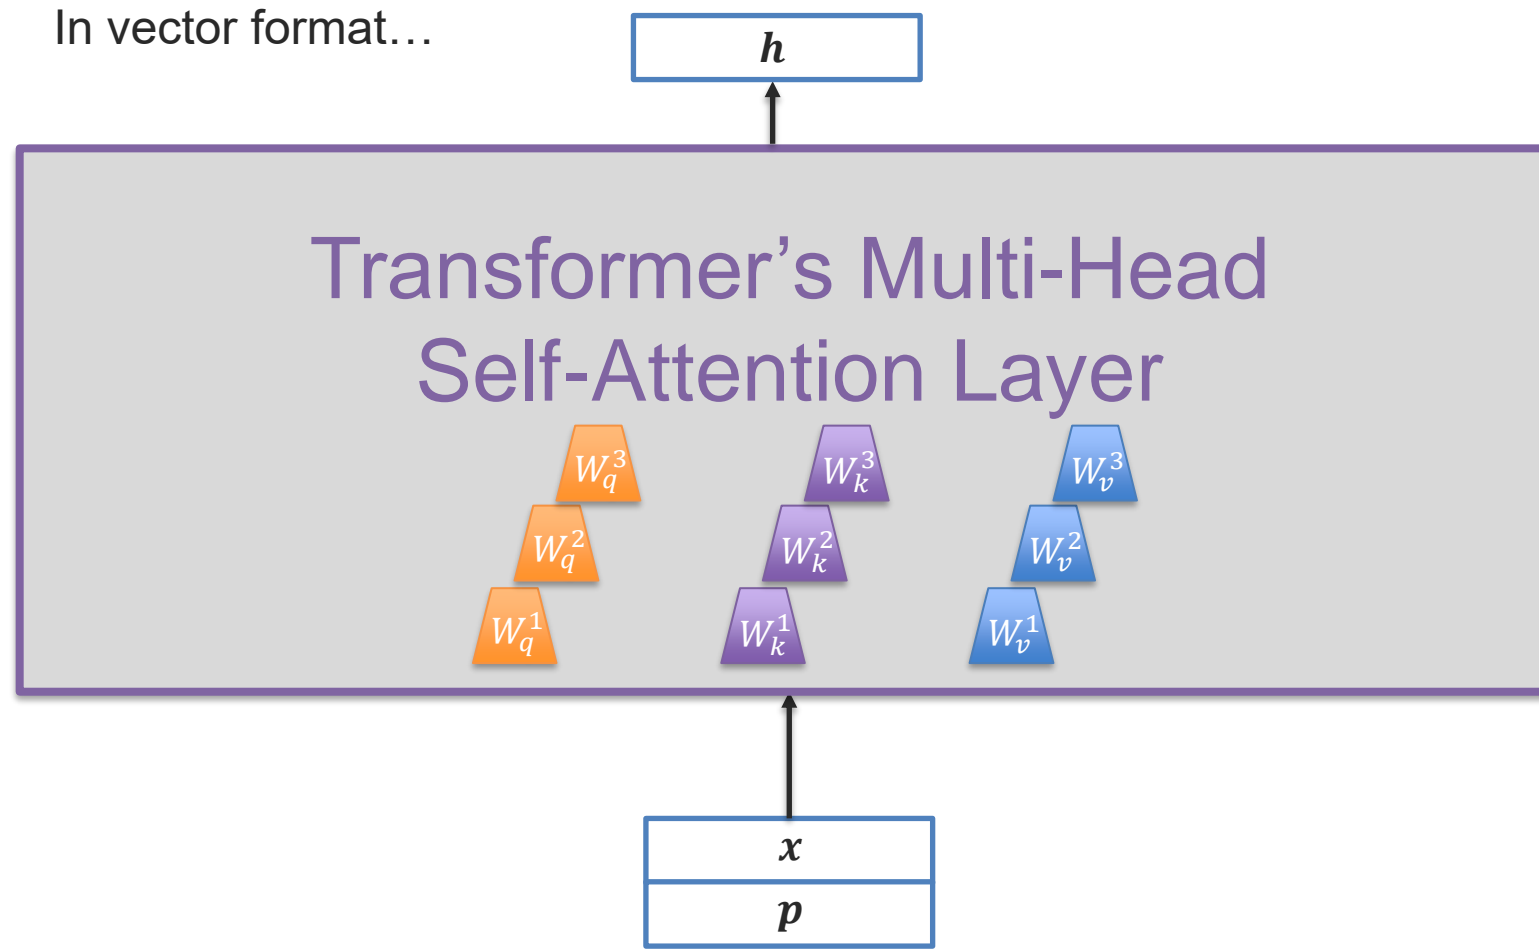 In vector format…
h
Transformer’s Multi-Head
Self-Attention Layer
W_q^3 W_k^3 W_v^3
W_q^2 W_k^2 W_v^2
W_q^1 W_k^1 W_v^1
x
p